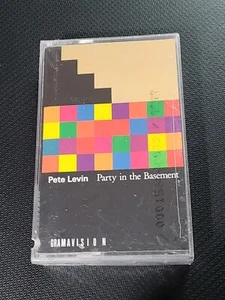 Pete Levin Party in the Basement
GRAMAVISION